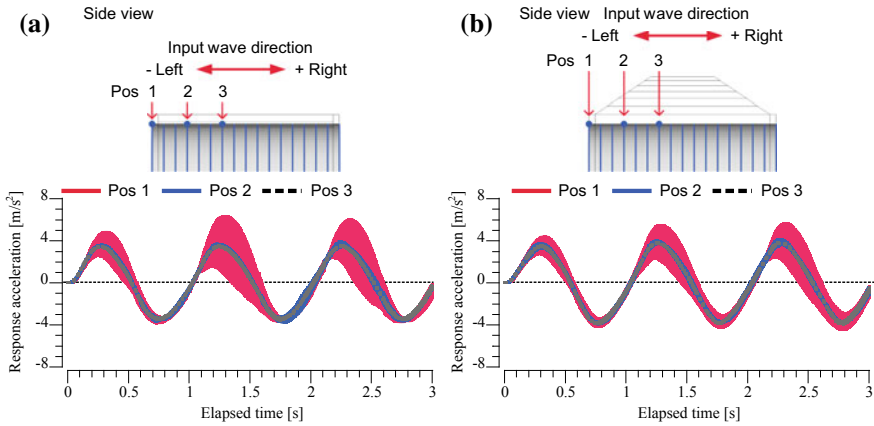 (a)
Side view
Input wave direction
- Left + Right
Pos 1 2 3
Pos 1 Pos 2 Pos 3
Response acceleration [m/s²]
8
4
0
-4
-8
0 0.5 1 1.5 2 2.5 3
Elapsed time [s]
(b)
Side view
Input wave direction
- Left + Right
Pos 1 2 3
Pos 1 Pos 2 Pos 3
Response acceleration [m/s²]
8
4
0
-4
-8
0 0.5 1 1.5 2 2.5 3
Elapsed time [s]